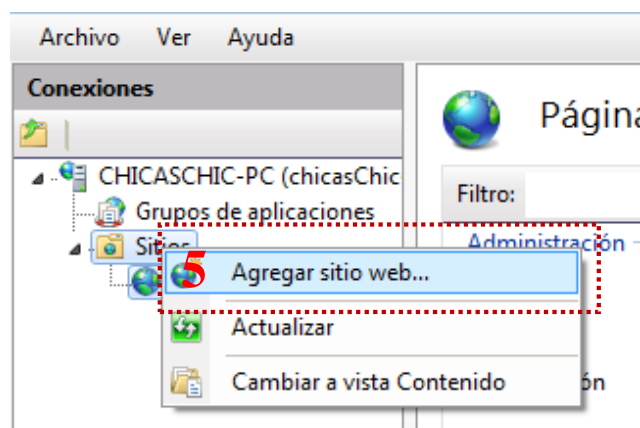 Archivo Ver Ayuda
Conexiones
Página
CHICASCHIC-PC (chicasChic
Filtro:
Grupos de aplicaciones
Sitios
Administración
5
Agregar sitio web...
Actualizar
Cambiar a vista Contenido
ón